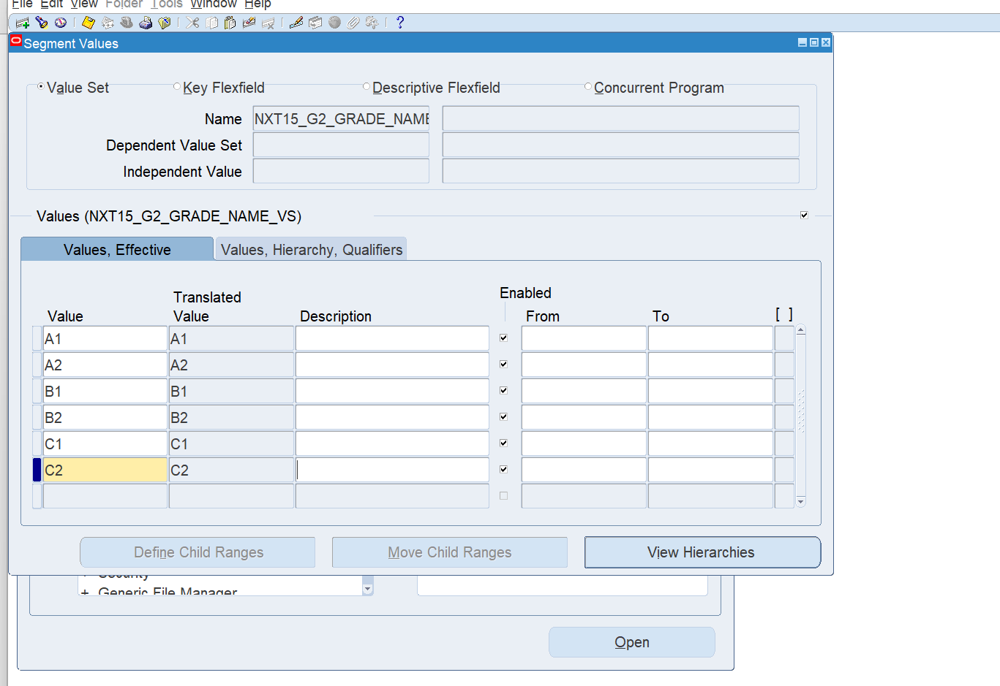 File Edit View Folder Tools Window Help
?
Segment Values
Value Set Key Flexfield Descriptive Flexfield Concurrent Program
Name NXT15_G2_GRADE_NAME
Dependent Value Set
Independent Value
Values (NXT15_G2_GRADE_NAME_VS)
Values, Effective Values, Hierarchy, Qualifiers
Enabled
Translated
Value Value Description From To [ ]
A1 A1
A2 A2
B1 B1
B2 B2
C1 C1
C2 C2
Define Child Ranges Move Child Ranges View Hierarchies
+ Security
+ Generic File Manager
Open